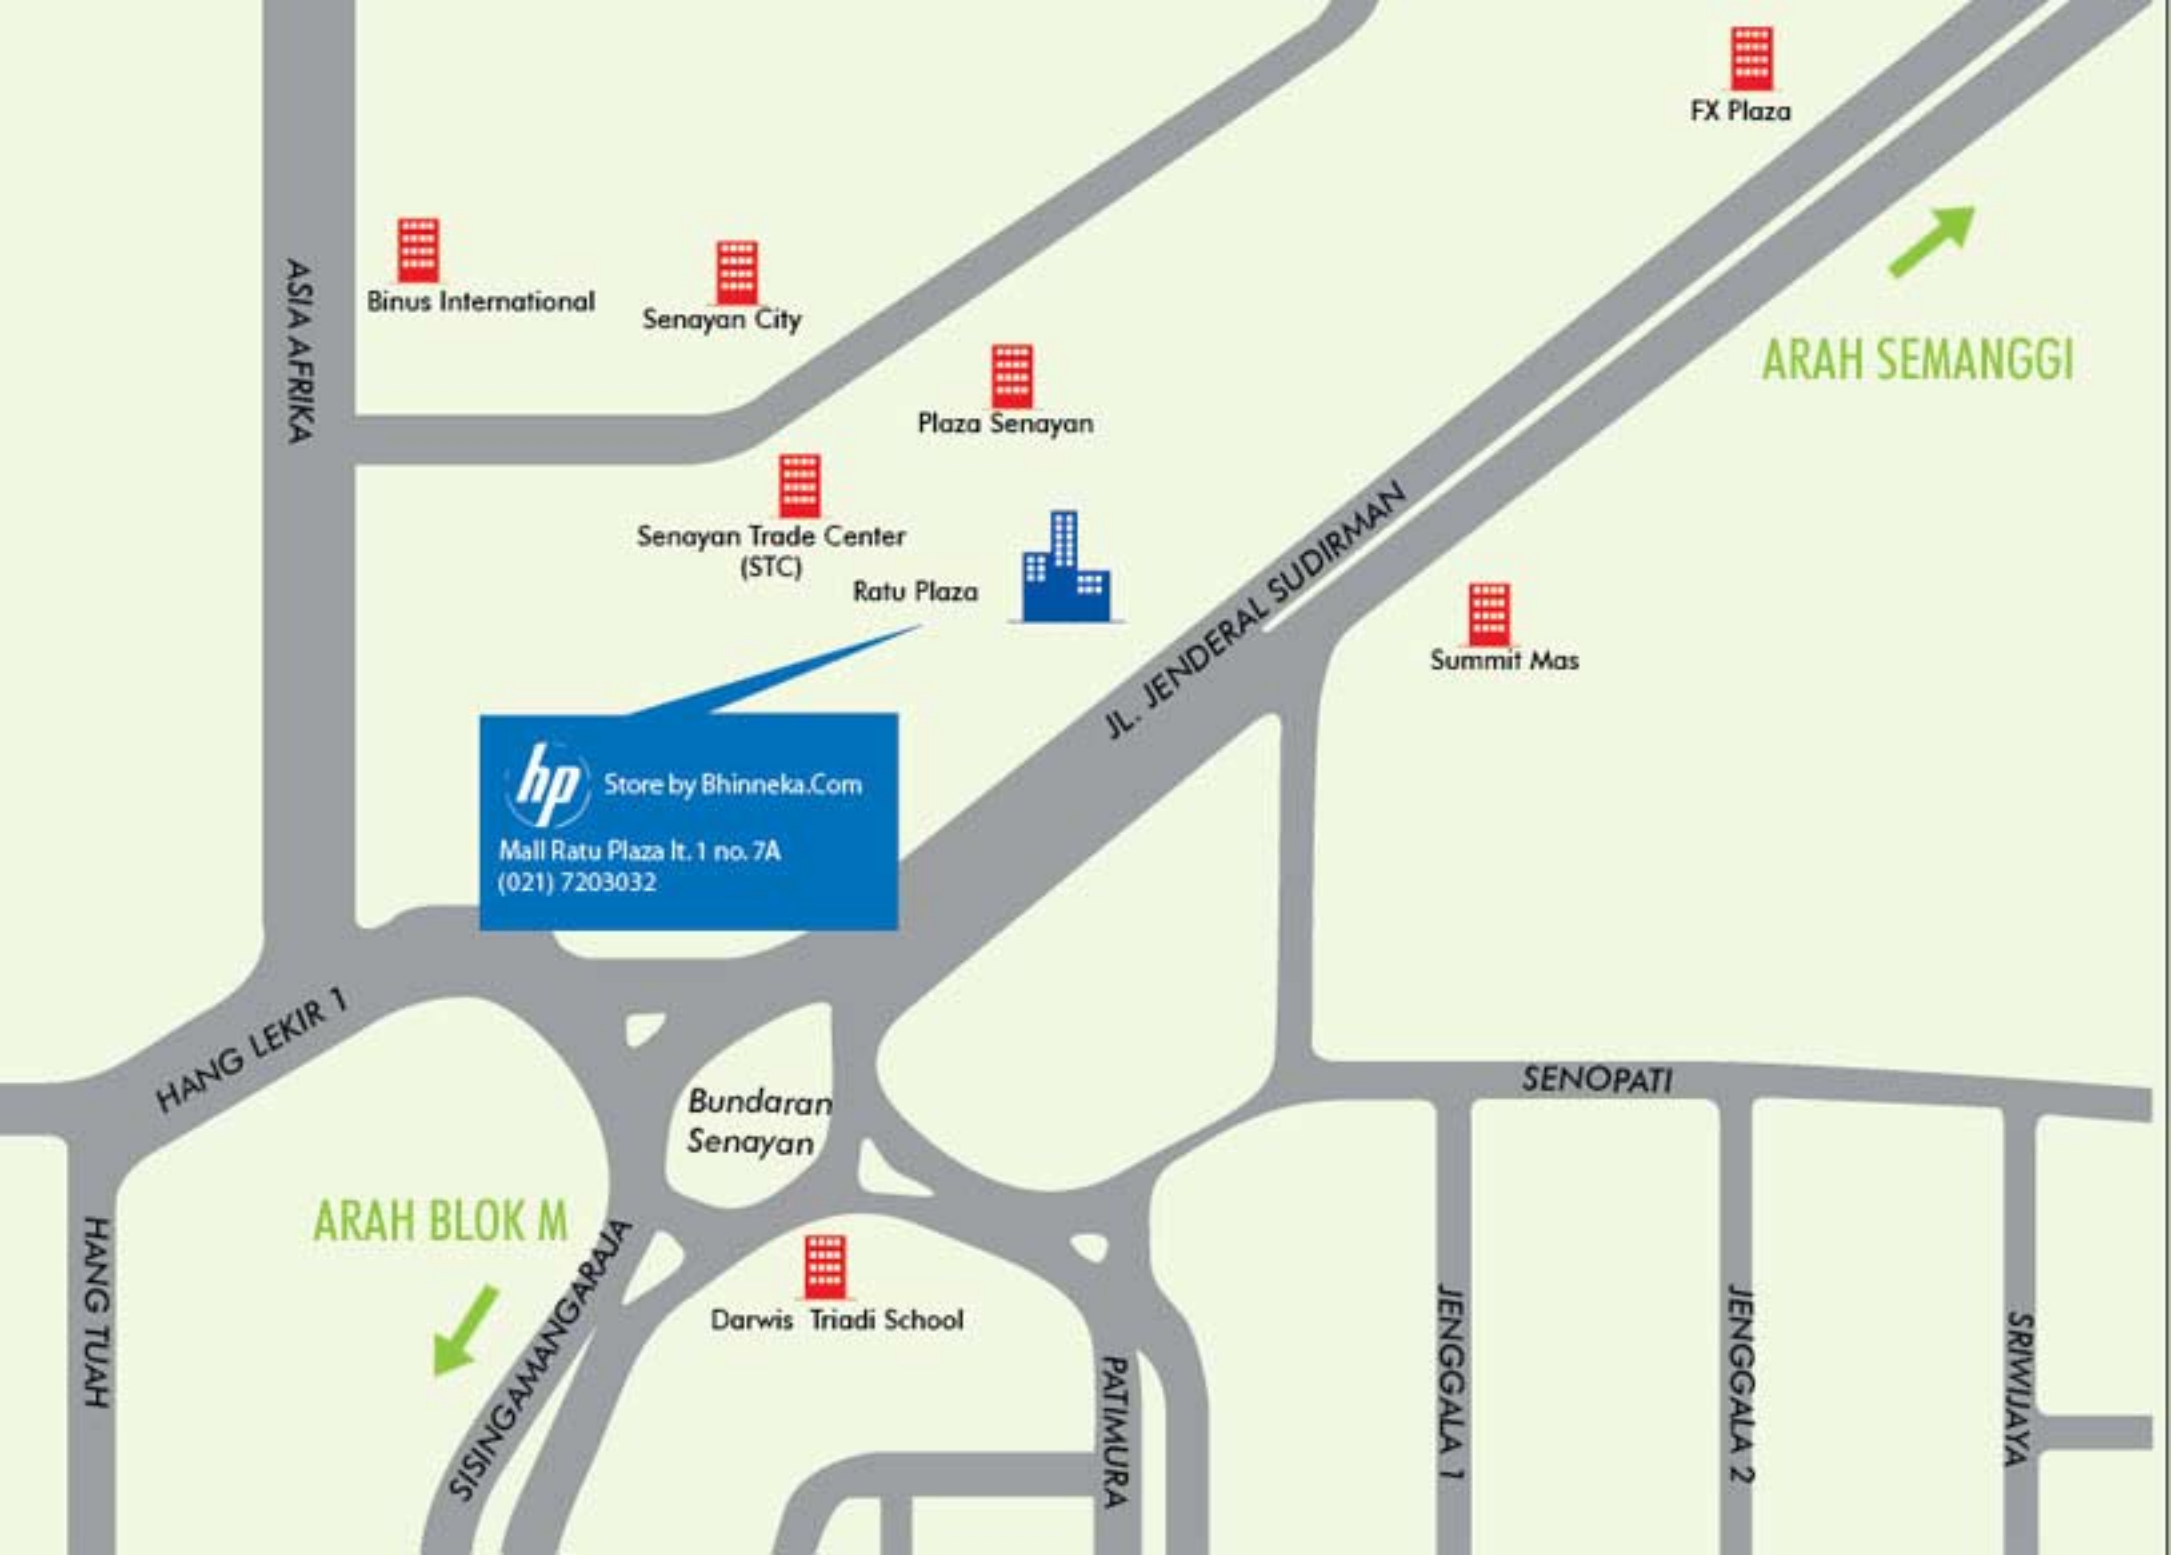 FX Plaza
Binus International
Senayan City
ASIA AFRIKA
ARAH SEMANGGI
Plaza Senayan
Senayan Trade Center
(STC)
Ratu Plaza
JL. JENDERAL SUDIRMAN
Summit Mas
hp Store by Bhinneka.Com
Mall Ratu Plaza lt. 1 no. 7A
(021) 7203032
HANG LEKIR 1
Bundaran
Senayan
SENOPATI
ARAH BLOK M
HANG TUAH
SISINGAMANGARAJA
Darwis Triadi School
PATIMURA
JENGGALA 1
JENGGALA 2
SRIWIJAYA